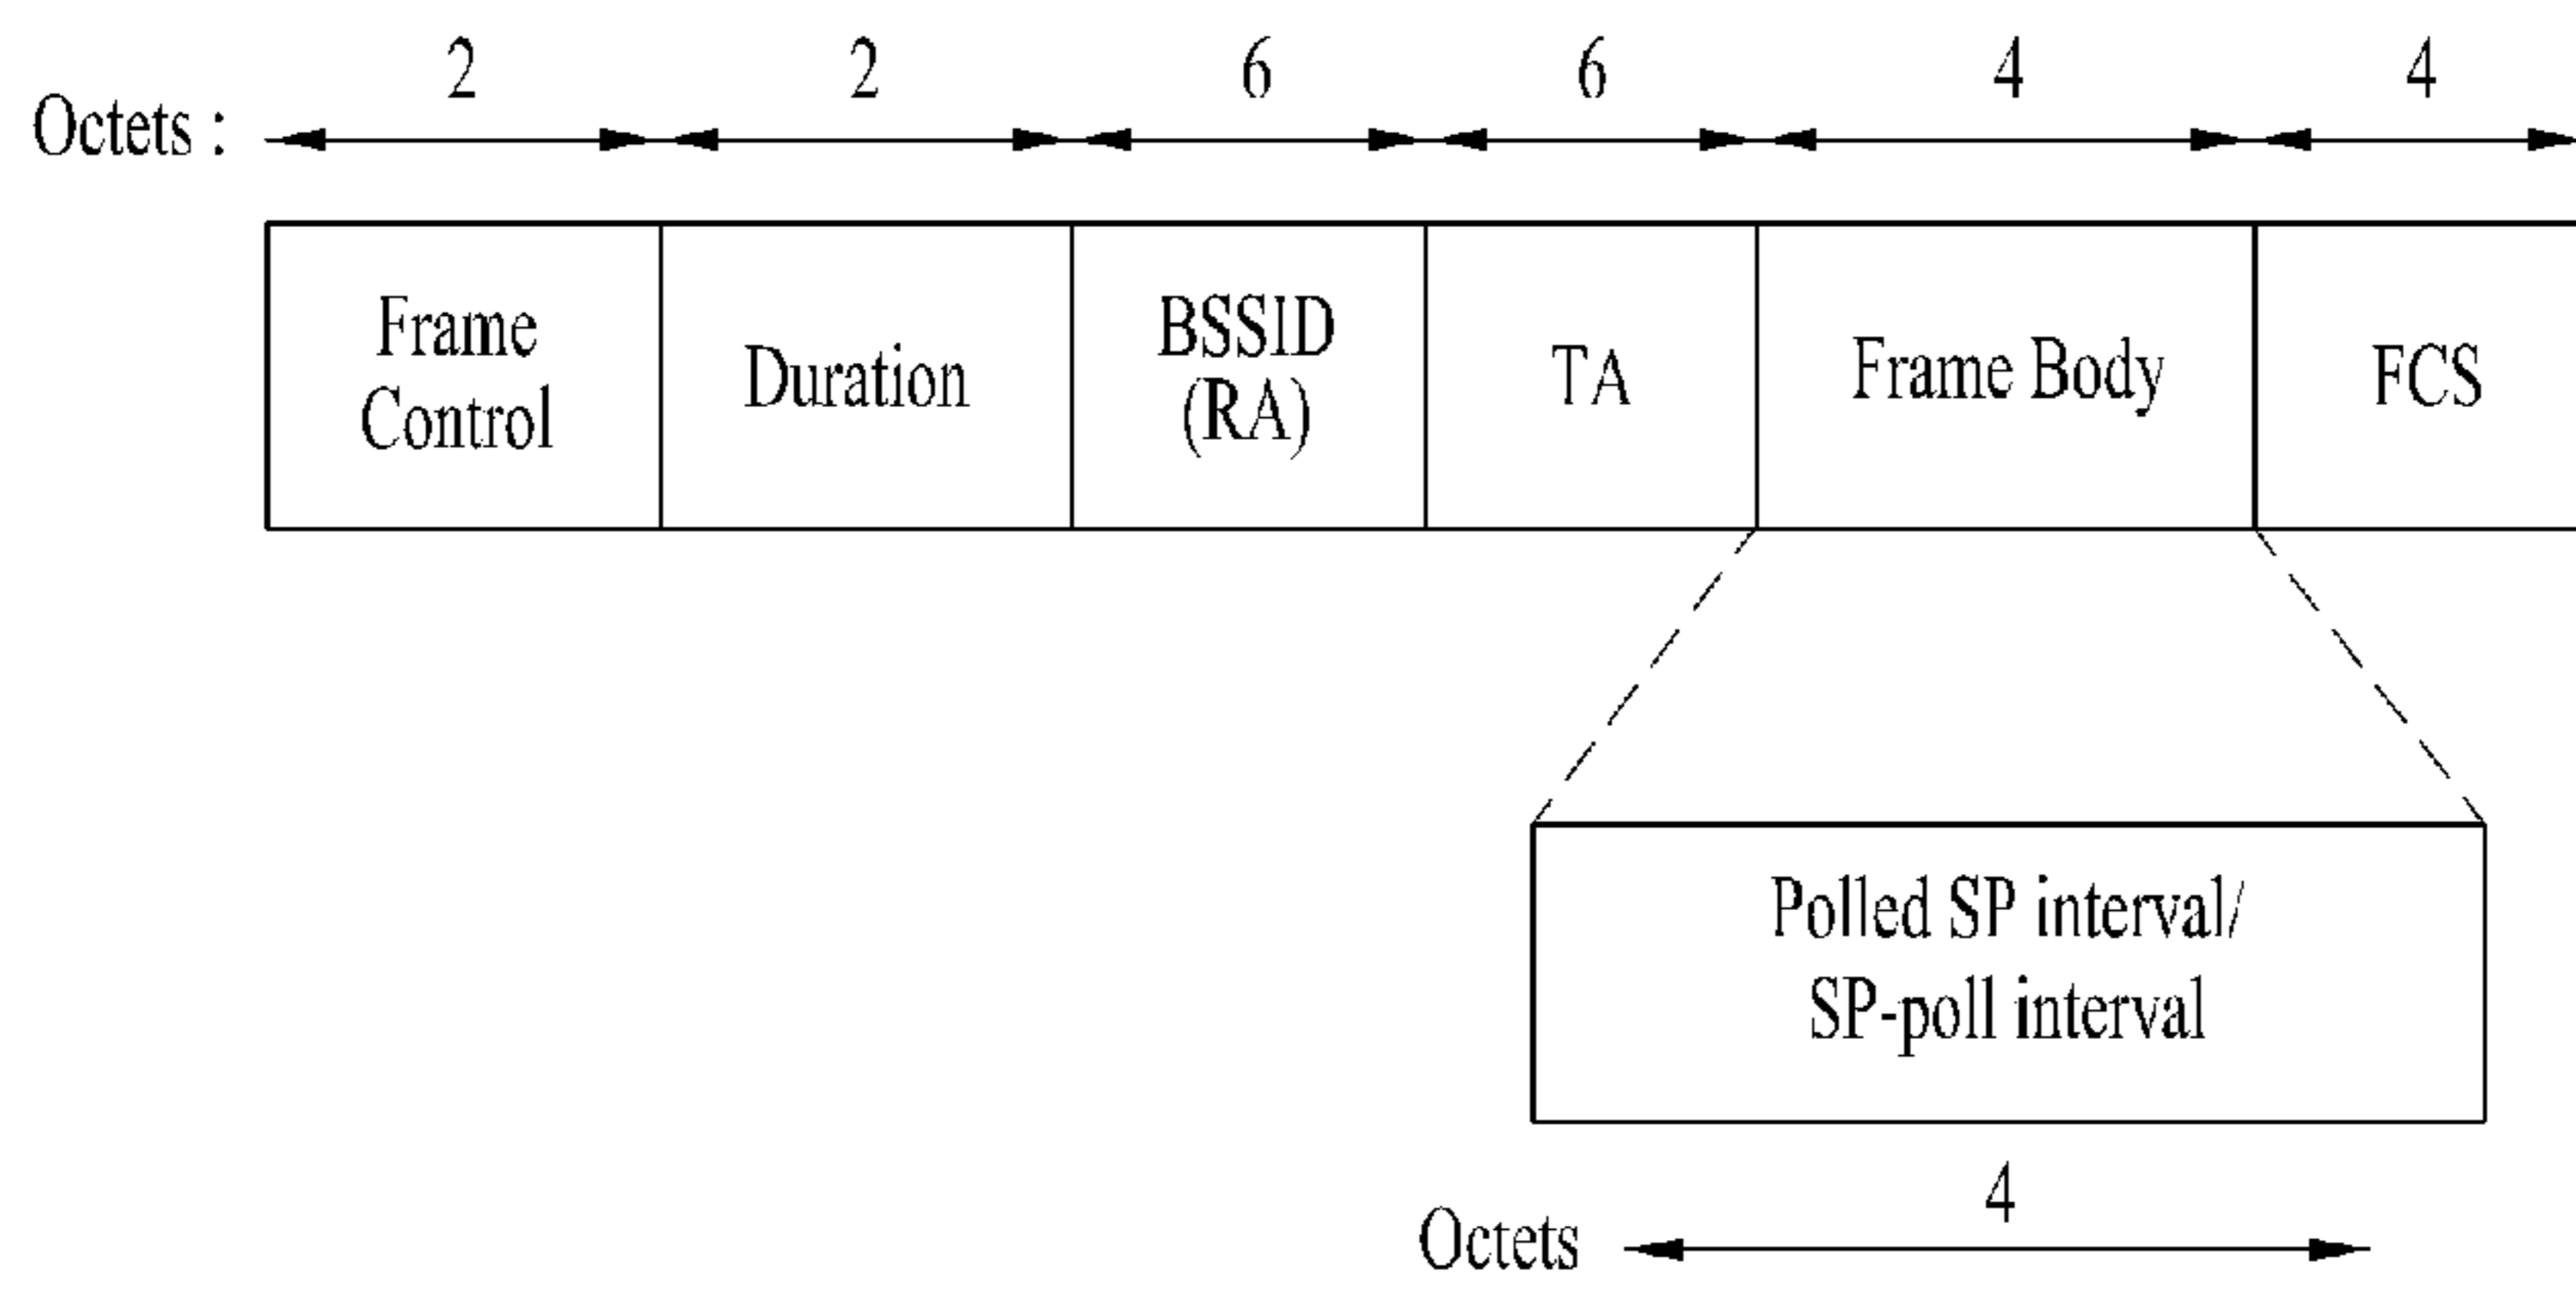 2 2 6 6 4 4
Octets :
Frame
Control
Duration
BSSID
(RA)
TA
Frame Body
FCS
Polled SP interval/
SP-poll interval
4
Octets